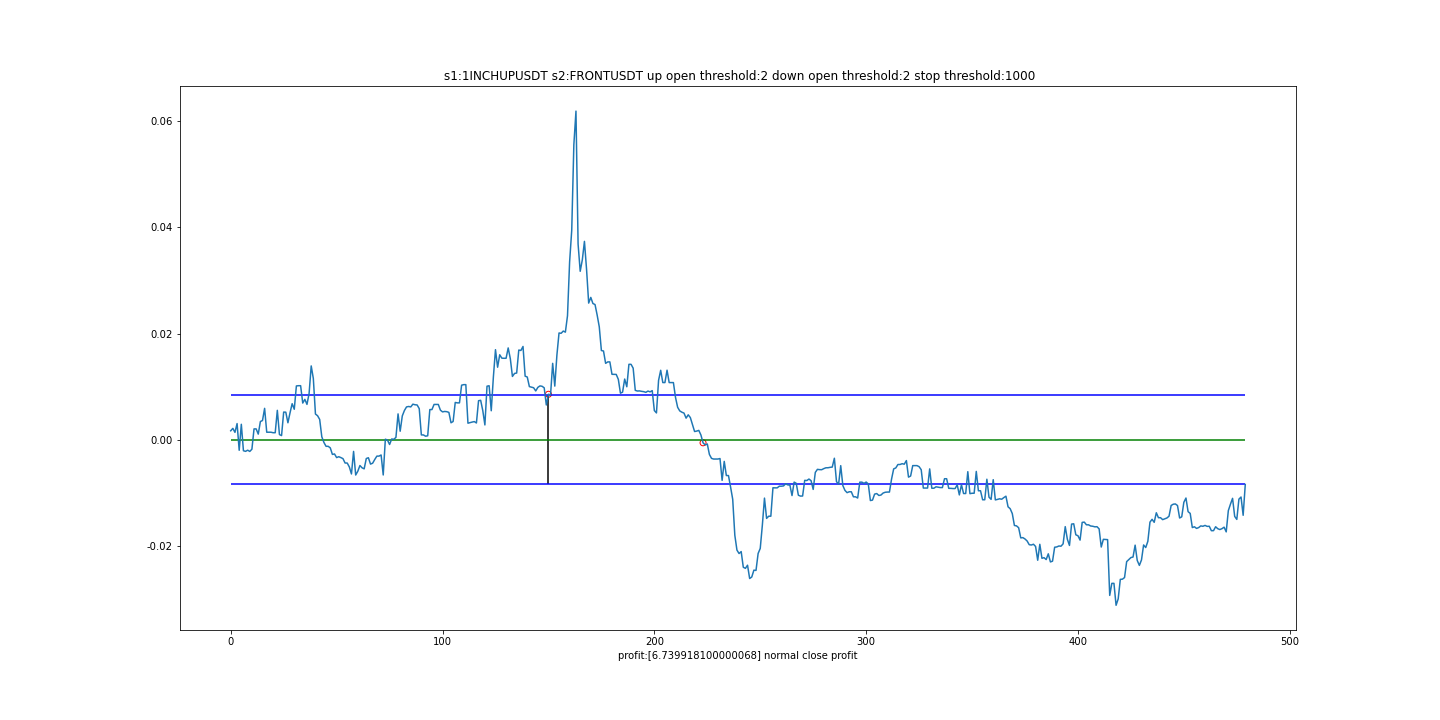 s1:1INCHUPUSDT s2:FRONTUSDT up open threshold:2 down open threshold:2 stop threshold:1000
0.06
0.04
0.02
0.00
-0.02
0 100 200 300 400 500
profit:[6.739918100000068] normal close profit